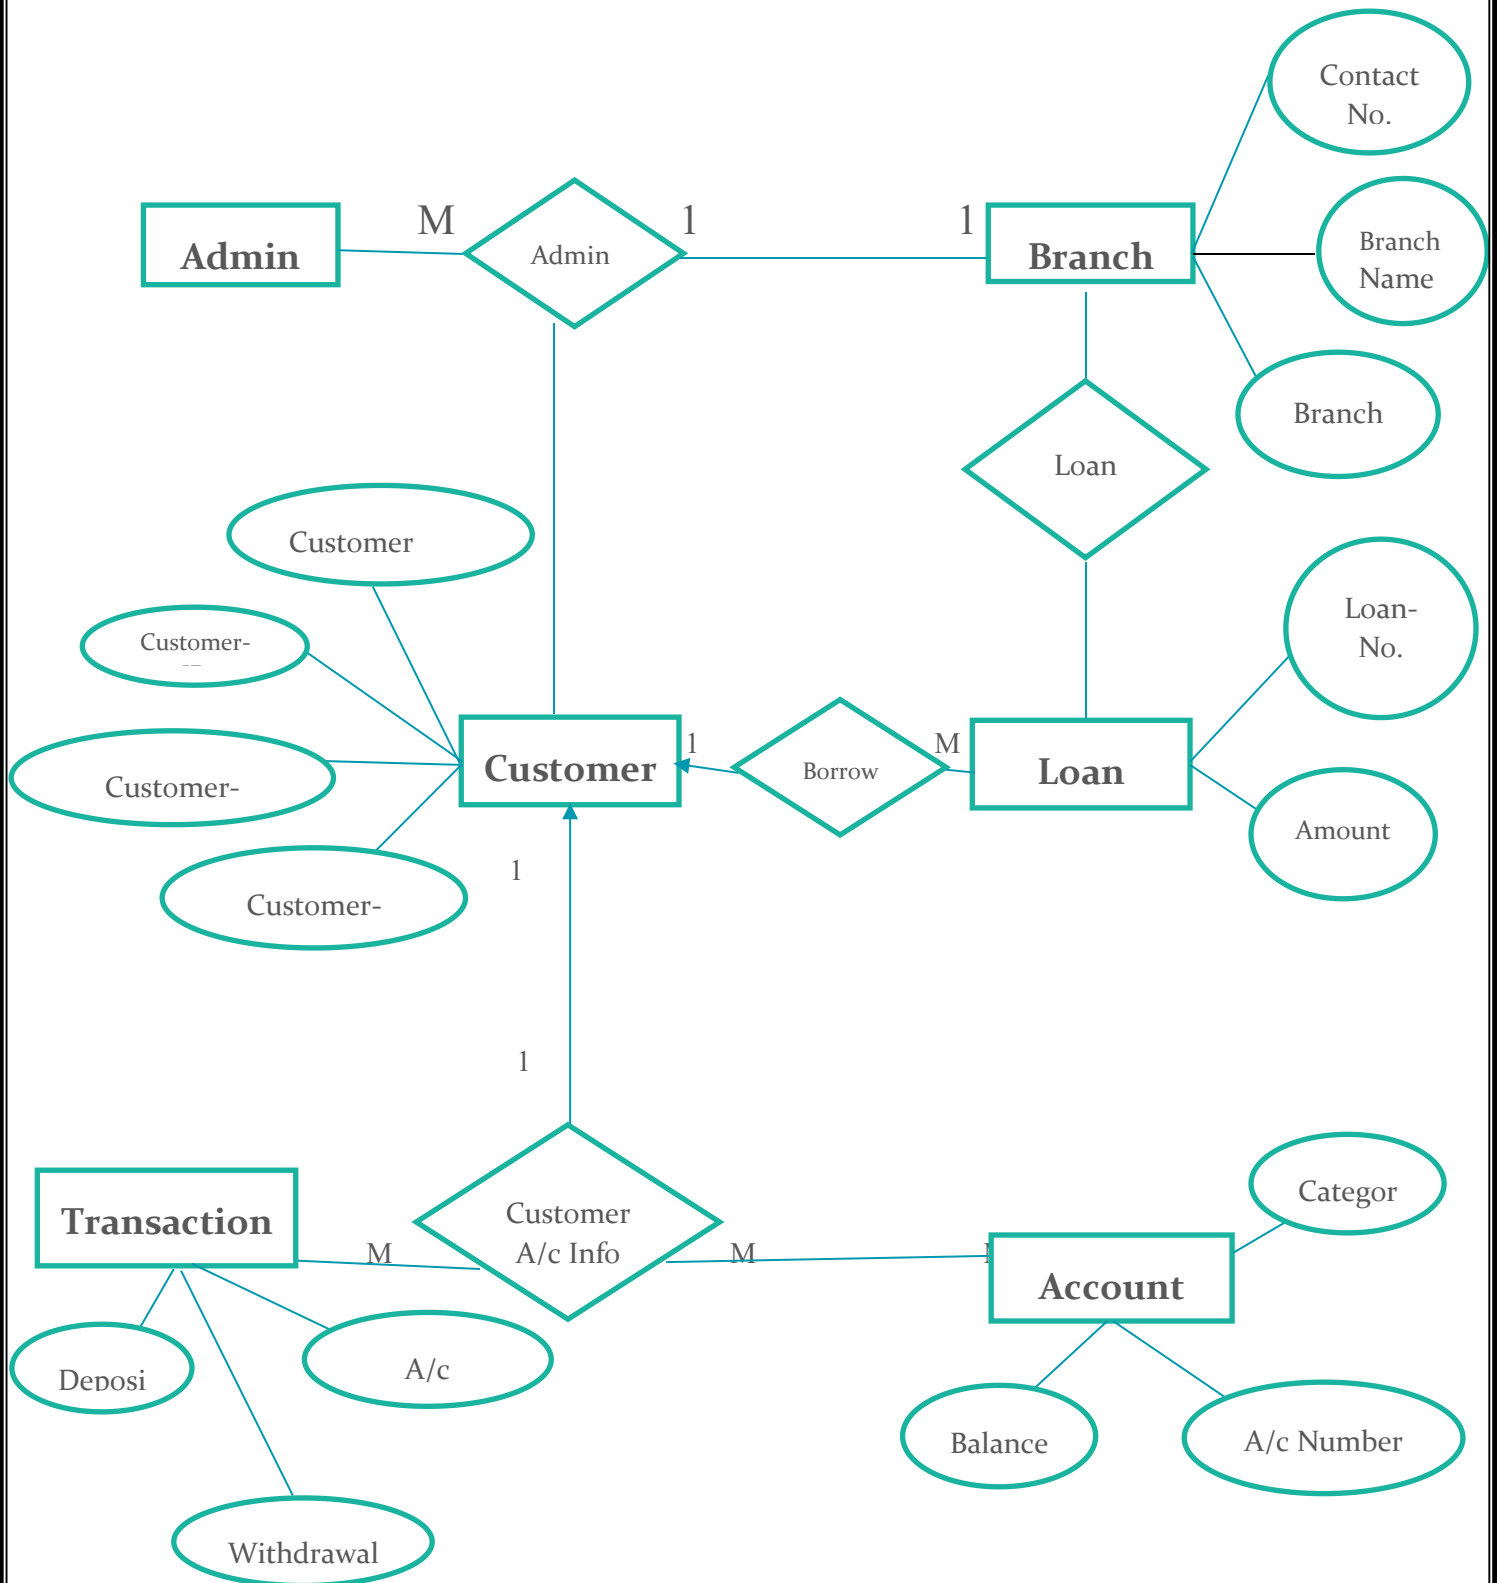 Contact
No.
M
1
1
Admin
Admin
Branch
Branch
Name
Branch
Loan
Customer
Loan-
No.
Customer-
Customer
1
M
Borrow
Loan
Customer-
Amount
1
Customer-
1
Categor
Transaction
Customer
A/c Info
M
M
Account
Deposi
A/c
Balance
A/c Number
Withdrawal